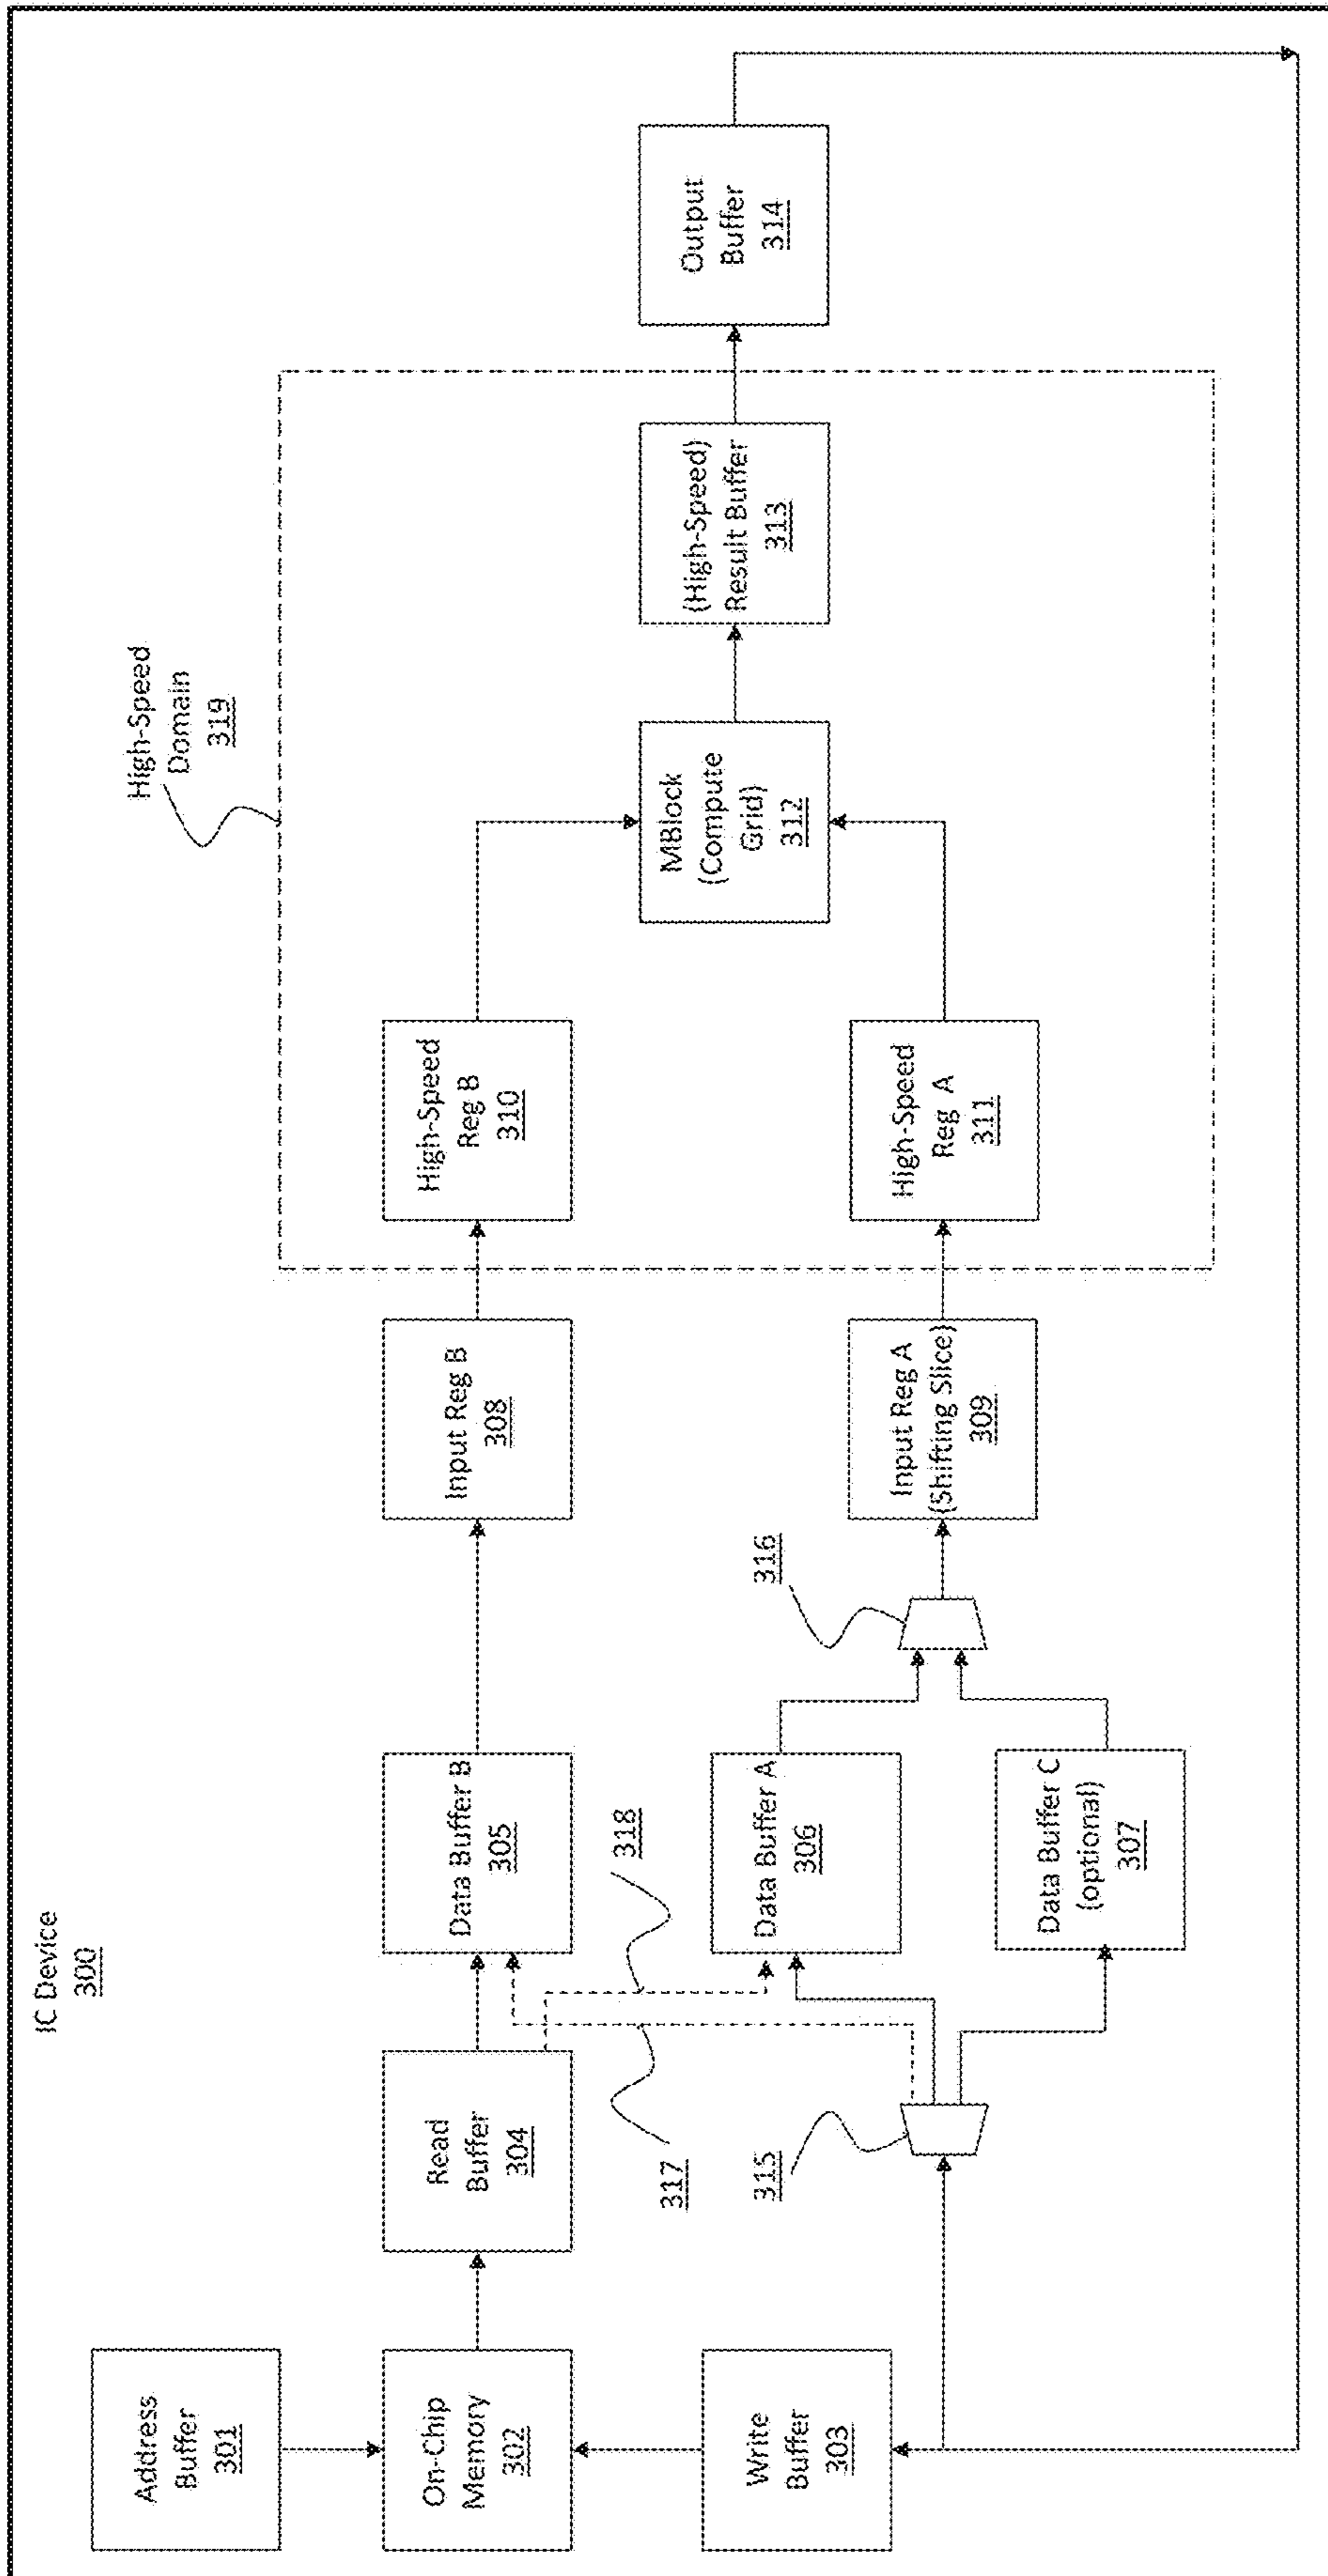 IC Device
300
Address
Buffer
301
On-Chip
Memory
302
Write
Buffer
303
Read
Buffer
304
317
315
318
Data Buffer B
305
Data Buffer A
306
Data Buffer C
(optional)
307
316
Input Reg B
308
Input Reg A
(Shifting Slice)
309
High-Speed
Domain
319
High-Speed
Reg B
310
High-Speed
Reg A
311
MBlock
(Compute
Grid)
312
(High-Speed)
Result Buffer
313
Output
Buffer
314